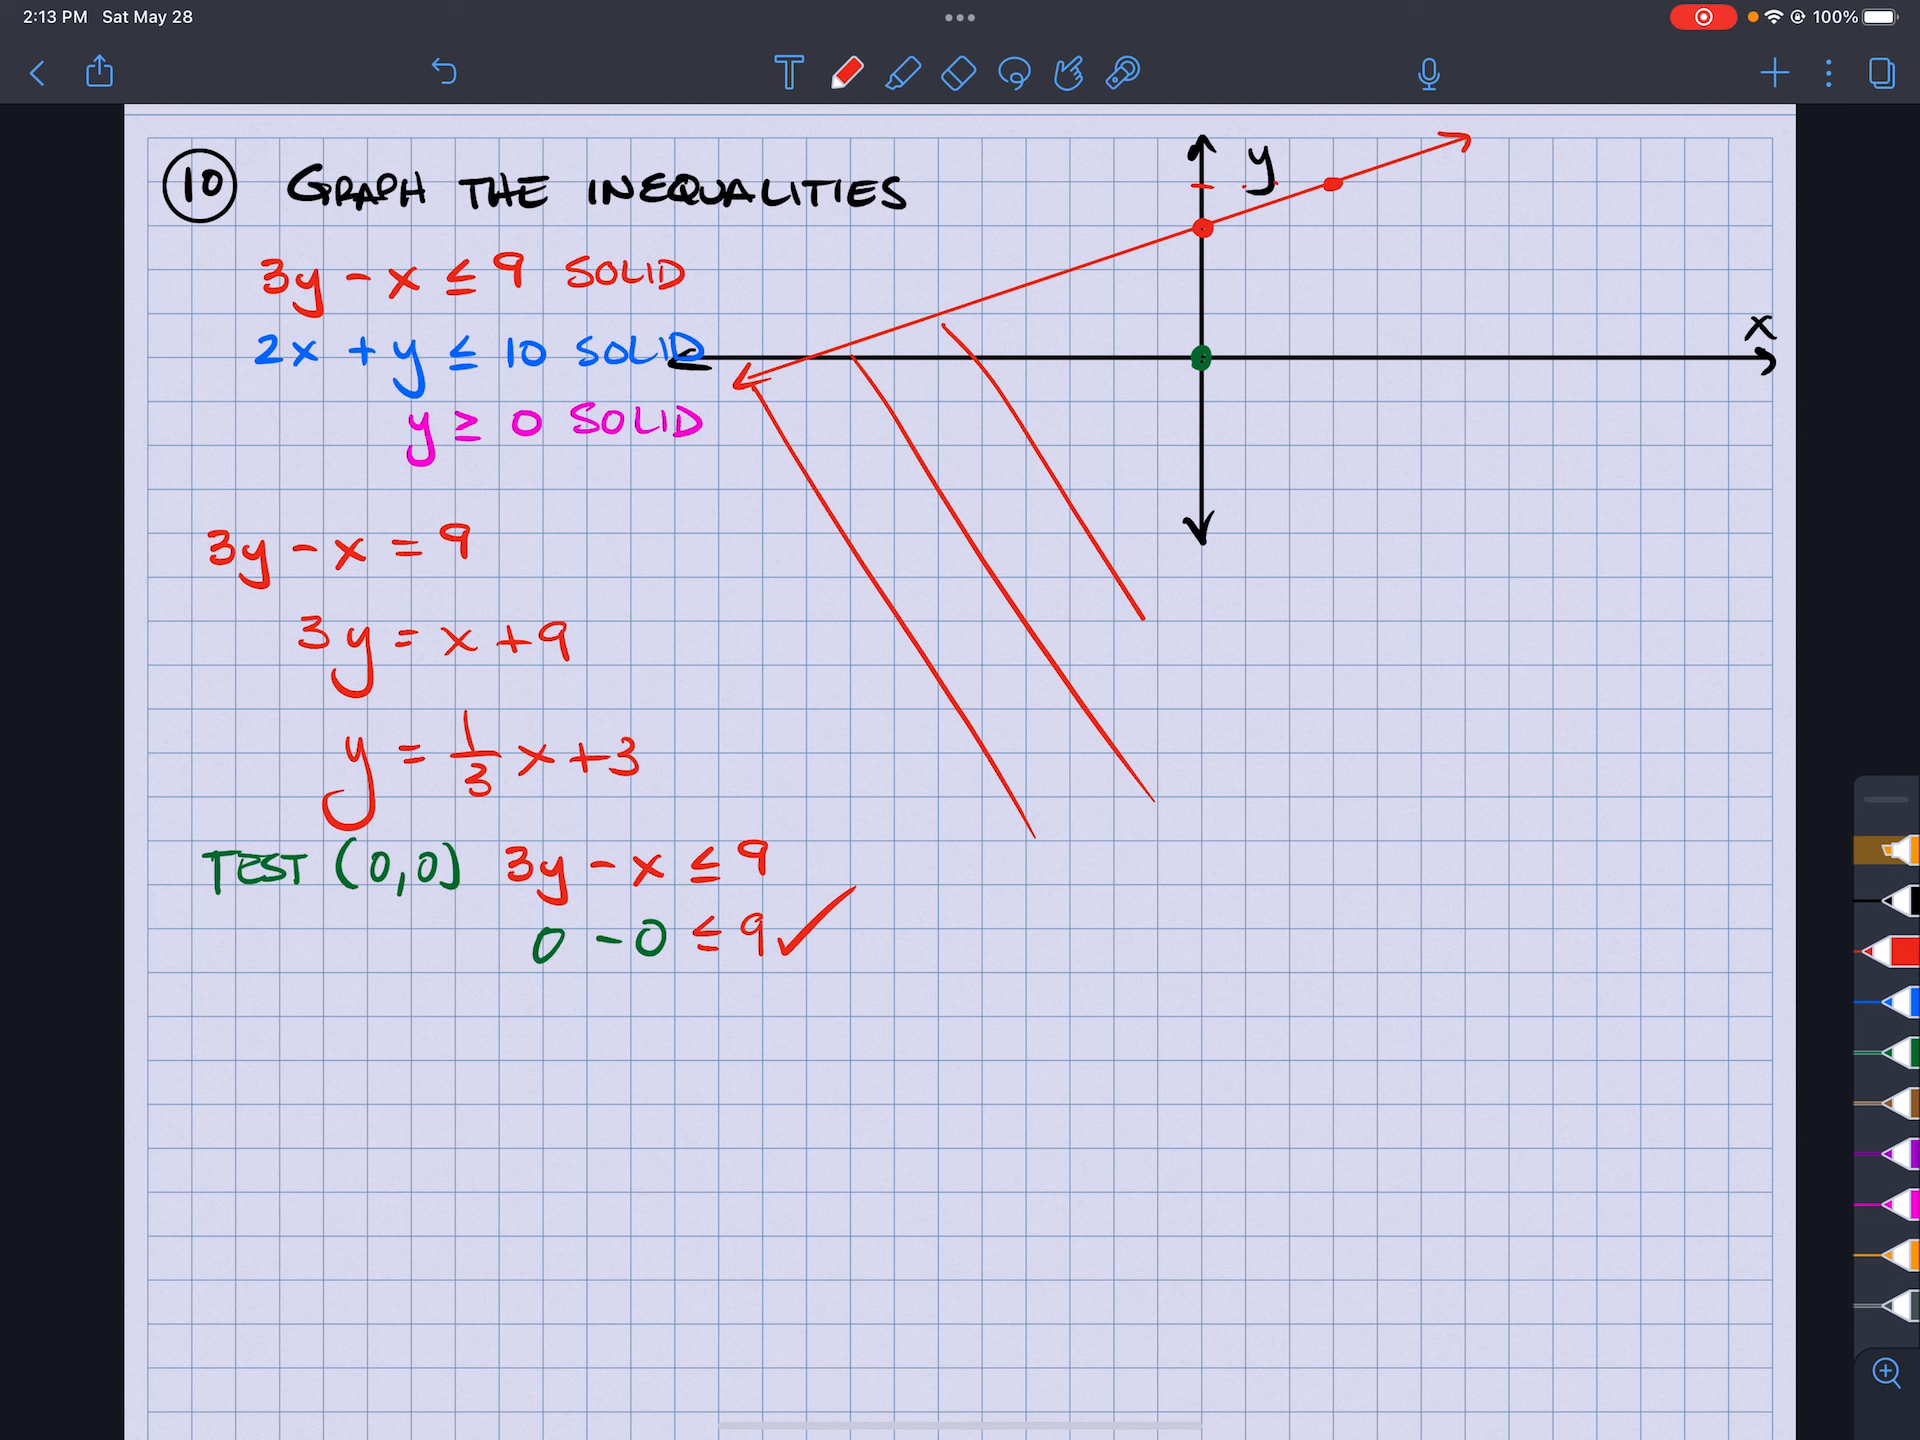 2:13 PM Sat May 28
100%
10 GRAPH THE INEQUALITIES
y
3y - x ≤ 9 SOLID
2x + y ≤ 10 SOLID
x
y ≥ 0 SOLID
3y - x = 9
3y = x + 9
y = 1/3 x + 3
TEST (0,0) 3y - x ≤ 9
0 - 0 ≤ 9 ✓